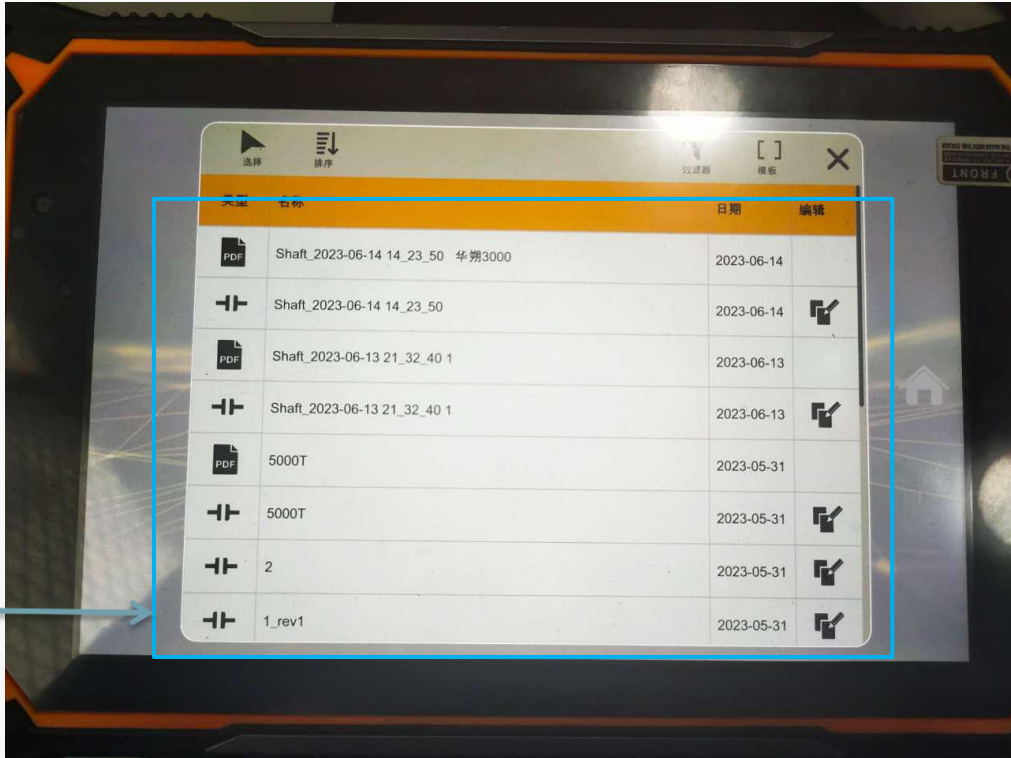 选择 排序 过滤器 模板
类型 名称 日期 编辑
PDF Shaft_2023-06-14 14_23_50 华朔3000 2023-06-14
Shaft_2023-06-14 14_23_50 2023-06-14
PDF Shaft_2023-06-13 21_32_40 1 2023-06-13
Shaft_2023-06-13 21_32_40 1 2023-06-13
PDF 5000T 2023-05-31
5000T 2023-05-31
2 2023-05-31
1_rev1 2023-05-31
FRONT